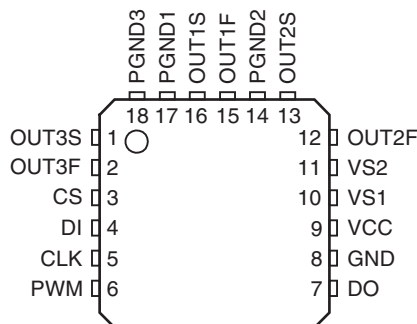 PGND3
PGND1
OUT1S
OUT1F
PGND2
OUT2S
18 17 16 15 14 13
OUT3S 1 12 OUT2F
OUT3F 2 11 VS2
CS 3 10 VS1
DI 4 9 VCC
CLK 5 8 GND
PWM 6 7 DO